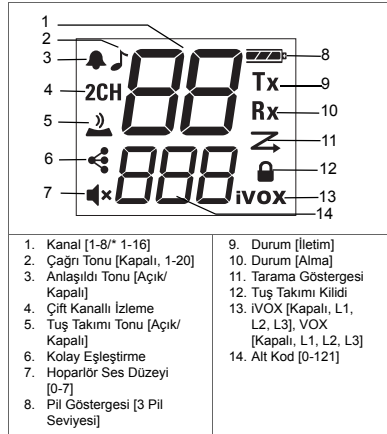 1
2
3
4
5
6
7
88
2CH
888
Tx
Rx
iVOX
8
9
10
11
12
13
14
1. Kanal [1-8/* 1-16]
2. Çağrı Tonu [Kapalı, 1-20]
3. Anlaşıldı Tonu [Açık/
Kapalı]
4. Çift Kanallı İzleme
5. Tuş Takımı Tonu [Açık/
Kapalı]
6. Kolay Eşleştirme
7. Hoparlör Ses Düzeyi
[0-7]
8. Pil Göstergesi [3 Pil
Seviyesi]
9. Durum [İletim]
10. Durum [Alma]
11. Tarama Göstergesi
12. Tuş Takımı Kilidi
13. iVOX [Kapalı, L1,
L2, L3], VOX
[Kapalı, L1, L2, L3]
14. Alt Kod [0-121]